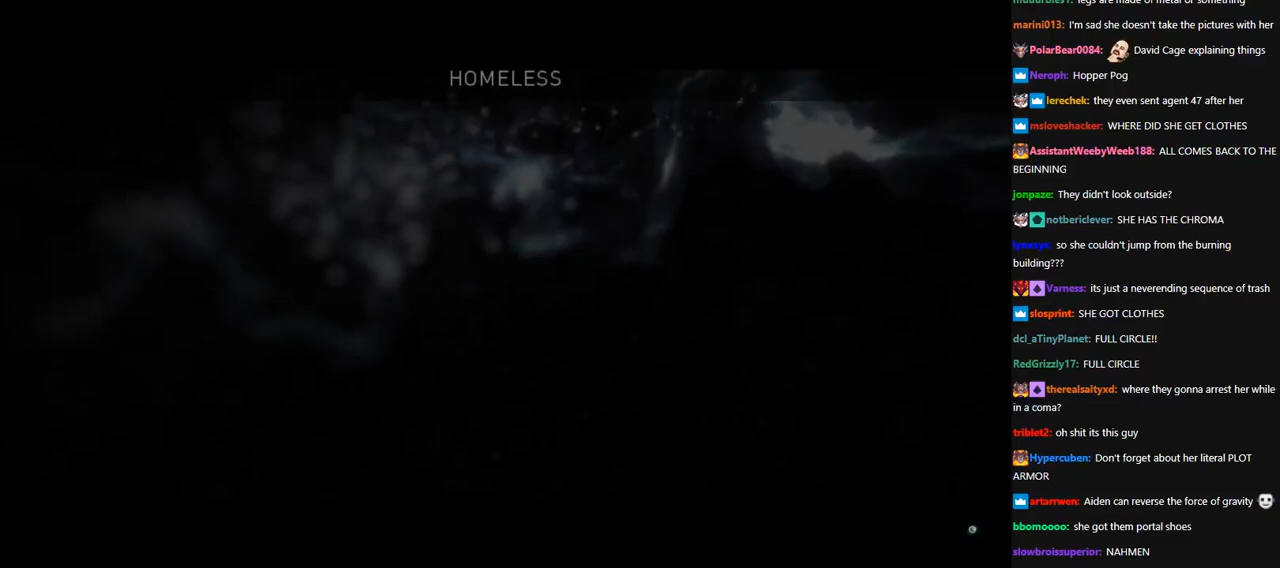 HOMELESS
marini013: I'm sad she doesn't take the pictures with her
PolarBear0084: David Cage explaining things
Neroph: Hopper Pog
lerechek: they even sent agent 47 after her
msloveshacker: WHERE DID SHE GET CLOTHES
AssistantWeebyWeeb188: ALL COMES BACK TO THE
BEGINNING
jonpaze: They didn't look outside?
notbericlever: SHE HAS THE CHROMA
so she couldn't jump from the burning
building???
Varness: its just a neverending sequence of trash
slosprint: SHE GOT CLOTHES
dcl_aTinyPlanet: FULL CIRCLE!!
RedGrizzly17: FULL CIRCLE
therealsaltyxd: where they gonna arrest her while
in a coma?
triblet2: oh shit its this guy
Hypercuben: Don't forget about her literal PLOT
ARMOR
artarrwen: Aiden can reverse the force of gravity
bbomoooo: she got them portal shoes
slowbroissuperior: NAHMEN